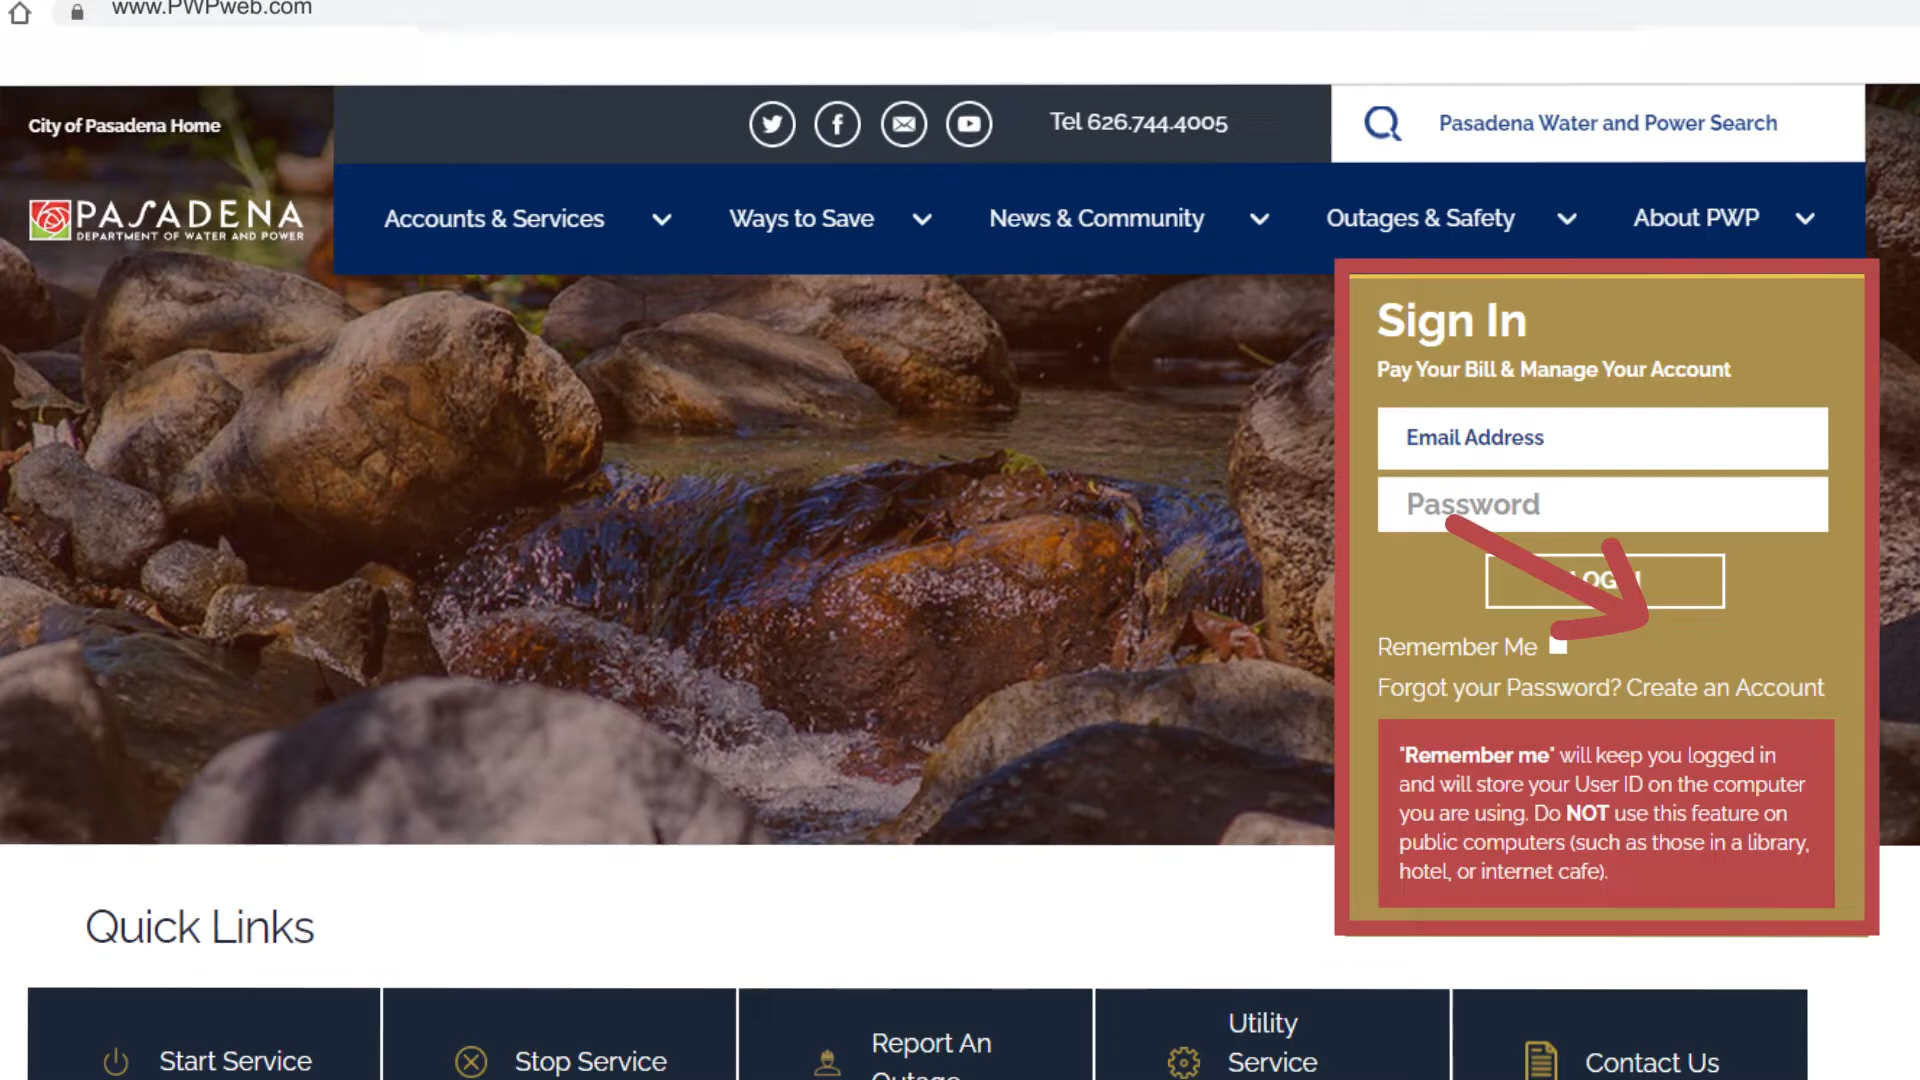 www.PWPweb.com
City of Pasadena Home
Tel 626.744.4005
Pasadena Water and Power Search
PASADENA
DEPARTMENT OF WATER AND POWER
Accounts & Services
Ways to Save
News & Community
Outages & Safety
About PWP
Sign In
Pay Your Bill & Manage Your Account
Email Address
Password
Remember Me
Forgot your Password? Create an Account
"Remember me" will keep you logged in
and will store your User ID on the computer
you are using. Do NOT use this feature on
public computers (such as those in a library,
hotel, or internet cafe).
Quick Links
Start Service
Stop Service
Report An
Outage
Utility
Service
Contact Us